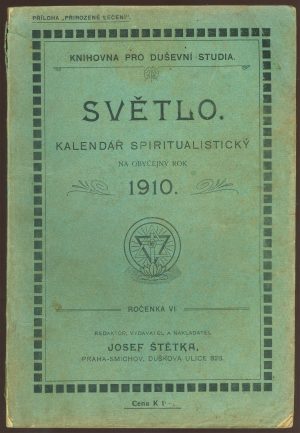 PŘÍLOHA „PŘIROZENÉ LÉČENÍ“.
KNIHOVNA PRO DUŠEVNÍ STUDIA.
SVĚTLO.
KALENDÁŘ SPIRITUALISTICKÝ
NA OBYČEJNÝ ROK
1910.
ROČENKA VI.
REDAKTOR, VYDAVATEL A NAKLADATEL
JOSEF ŠTĚTKA,
PRAHA-SMÍCHOV, DUŠKOVA ULICE
Cena K 1·–.